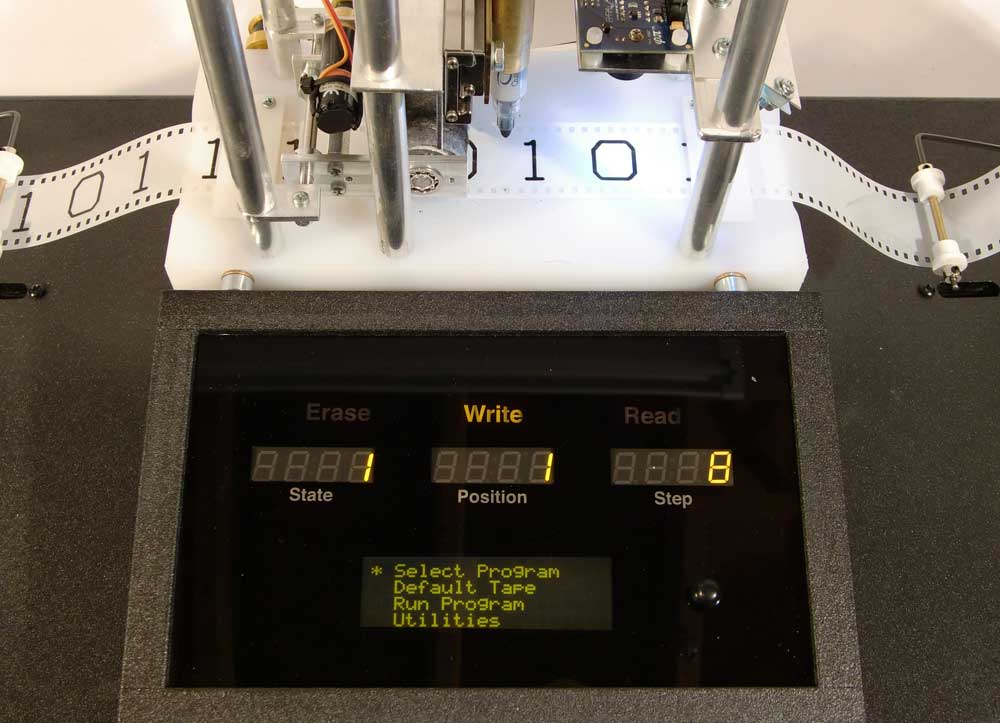 1 0 1 1 0 1 0 1
Erase Write Read
1 1 8
State Position Step
* Select Program
Default Tape
Run Program
Utilities